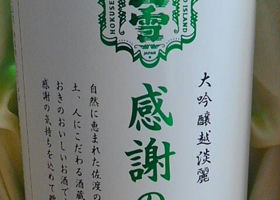 HOKUSE
O ISLAND
雪
JAPAN
大吟醸越淡麗
感謝の
自然に恵まれた佐渡の
土、人にこだわる酒蔵
おきのおいしいお酒で
感謝の気持ちを込めて